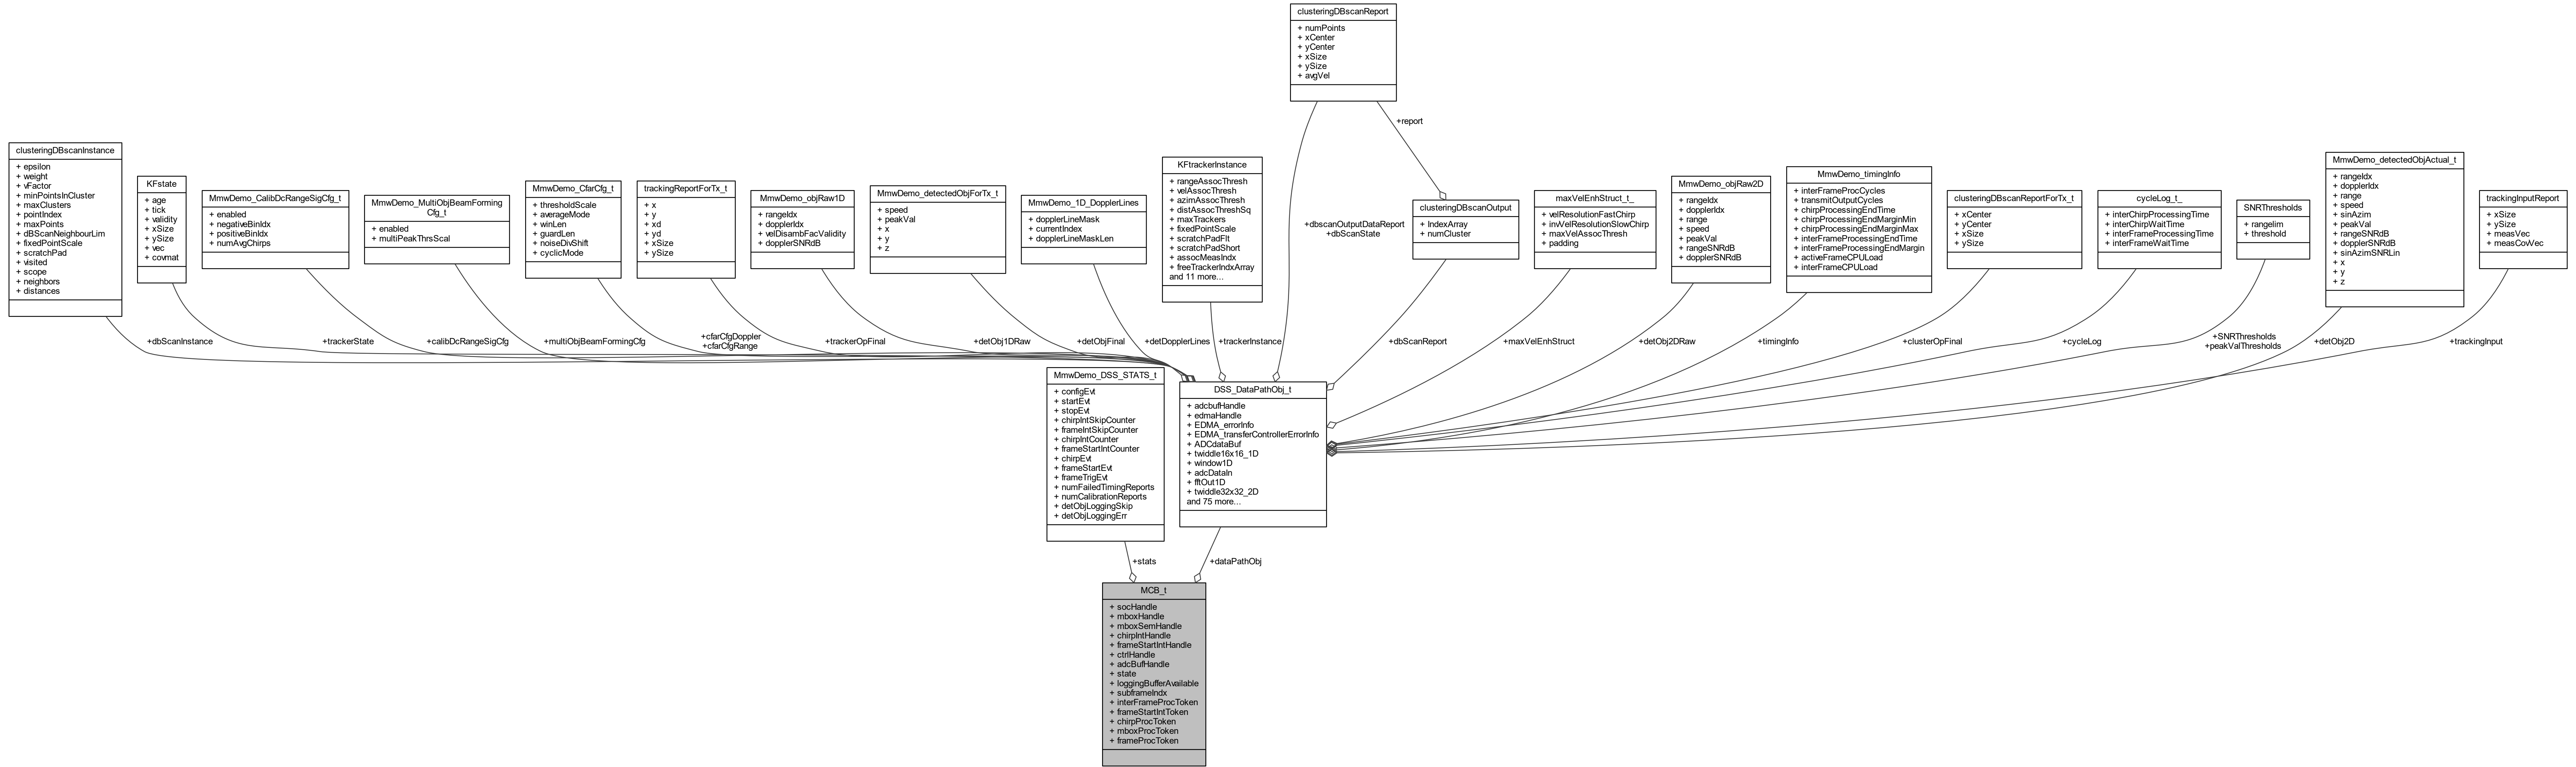 clusteringDBscanReport
+ numPoints
+ xCenter
+ yCenter
+ xSize
+ ySize
+ avgVel
+report
clusteringDBscanInstance
+ epsilon
+ weight
+ vFactor
+ minPointsInCluster
+ maxClusters
+ pointIndex
+ maxPoints
+ dBScanNeighbourLim
+ fixedPointScale
+ scratchPad
+ visited
+ scope
+ neighbors
+ distances
KFstate
+ age
+ tick
+ validity
+ xSize
+ ySize
+ vec
+ covmat
MmwDemo_CalibDcRangeSigCfg_t
+ enabled
+ negativeBinIdx
+ positiveBinIdx
+ numAvgChirps
MmwDemo_MultiObjBeamForming
Cfg_t
+ enabled
+ multiPeakThrsScal
MmwDemo_CfarCfg_t
+ thresholdScale
+ averageMode
+ winLen
+ guardLen
+ noiseDivShift
+ cyclicMode
trackingReportForTx_t
+ x
+ y
+ xd
+ yd
+ xSize
+ ySize
MmwDemo_objRaw1D
+ rangeIdx
+ dopplerIdx
+ velDisambFacValidity
+ dopplerSNRdB
MmwDemo_detectedObjForTx_t
+ speed
+ peakVal
+ x
+ y
+ z
MmwDemo_1D_DopplerLines
+ dopplerLineMask
+ currentIndex
+ dopplerLineMaskLen
KFtrackerInstance
+ rangeAssocThresh
+ velAssocThresh
+ azimAssocThresh
+ distAssocThreshSq
+ maxTrackers
+ fixedPointScale
+ scratchPadFlt
+ scratchPadShort
+ assocMeasIndx
+ freeTrackerIndxArray
and 11 more...
+dbscanOutputDataReport
+dbScanState
clusteringDBscanOutput
+ IndexArray
+ numCluster
maxVelEnhStruct_t_
+ velResolutionFastChirp
+ invVelResolutionSlowChirp
+ maxVelAssocThresh
+ padding
MmwDemo_objRaw2D
+ rangeIdx
+ dopplerIdx
+ range
+ speed
+ peakVal
+ rangeSNRdB
+ dopplerSNRdB
MmwDemo_timingInfo
+ interFrameProcCycles
+ transmitOutputCycles
+ chirpProcessingEndTime
+ chirpProcessingEndMarginMin
+ chirpProcessingEndMarginMax
+ interFrameProcessingEndTime
+ interFrameProcessingEndMargin
+ activeFrameCPULoad
+ interFrameCPULoad
clusteringDBscanReportForTx_t
+ xCenter
+ yCenter
+ xSize
+ ySize
cycleLog_t_
+ interChirpProcessingTime
+ interChirpWaitTime
+ interFrameProcessingTime
+ interFrameWaitTime
SNRThresholds
+ rangelim
+ threshold
MmwDemo_detectedObjActual_t
+ rangeIdx
+ dopplerIdx
+ range
+ speed
+ sinAzim
+ peakVal
+ rangeSNRdB
+ dopplerSNRdB
+ sinAzimSNRLin
+ x
+ y
+ z
trackingInputReport
+ xSize
+ ySize
+ measVec
+ measCovVec
+dbScanInstance
+trackerState
+calibDcRangeSigCfg
+multiObjBeamFormingCfg
+cfarCfgDoppler
+cfarCfgRange
+trackerOpFinal
+detObj1DRaw
+detObjFinal
+detDopplerLines
+trackerInstance
+dbScanReport
+maxVelEnhStruct
+detObj2DRaw
+timingInfo
+clusterOpFinal
+cycleLog
+SNRThresholds
+peakValThresholds
+detObj2D
+trackingInput
MmwDemo_DSS_STATS_t
+ configEvt
+ startEvt
+ stopEvt
+ chirpIntSkipCounter
+ frameIntSkipCounter
+ chirpIntCounter
+ frameStartIntCounter
+ chirpEvt
+ frameStartEvt
+ frameTrigEvt
+ numFailedTimingReports
+ numCalibrationReports
+ detObjLoggingSkip
+ detObjLoggingErr
DSS_DataPathObj_t
+ adcbufHandle
+ edmaHandle
+ EDMA_errorInfo
+ EDMA_transferControllerErrorInfo
+ ADCdataBuf
+ twiddle16x16_1D
+ window1D
+ adcDataIn
+ fftOut1D
+ twiddle32x32_2D
and 75 more...
+stats
+dataPathObj
MCB_t
+ socHandle
+ mboxHandle
+ mboxSemHandle
+ chirpIntHandle
+ frameStartIntHandle
+ ctrlHandle
+ adcBufHandle
+ state
+ loggingBufferAvailable
+ subframeIndx
+ interFrameProcToken
+ frameStartIntToken
+ chirpProcToken
+ mboxProcToken
+ frameProcToken